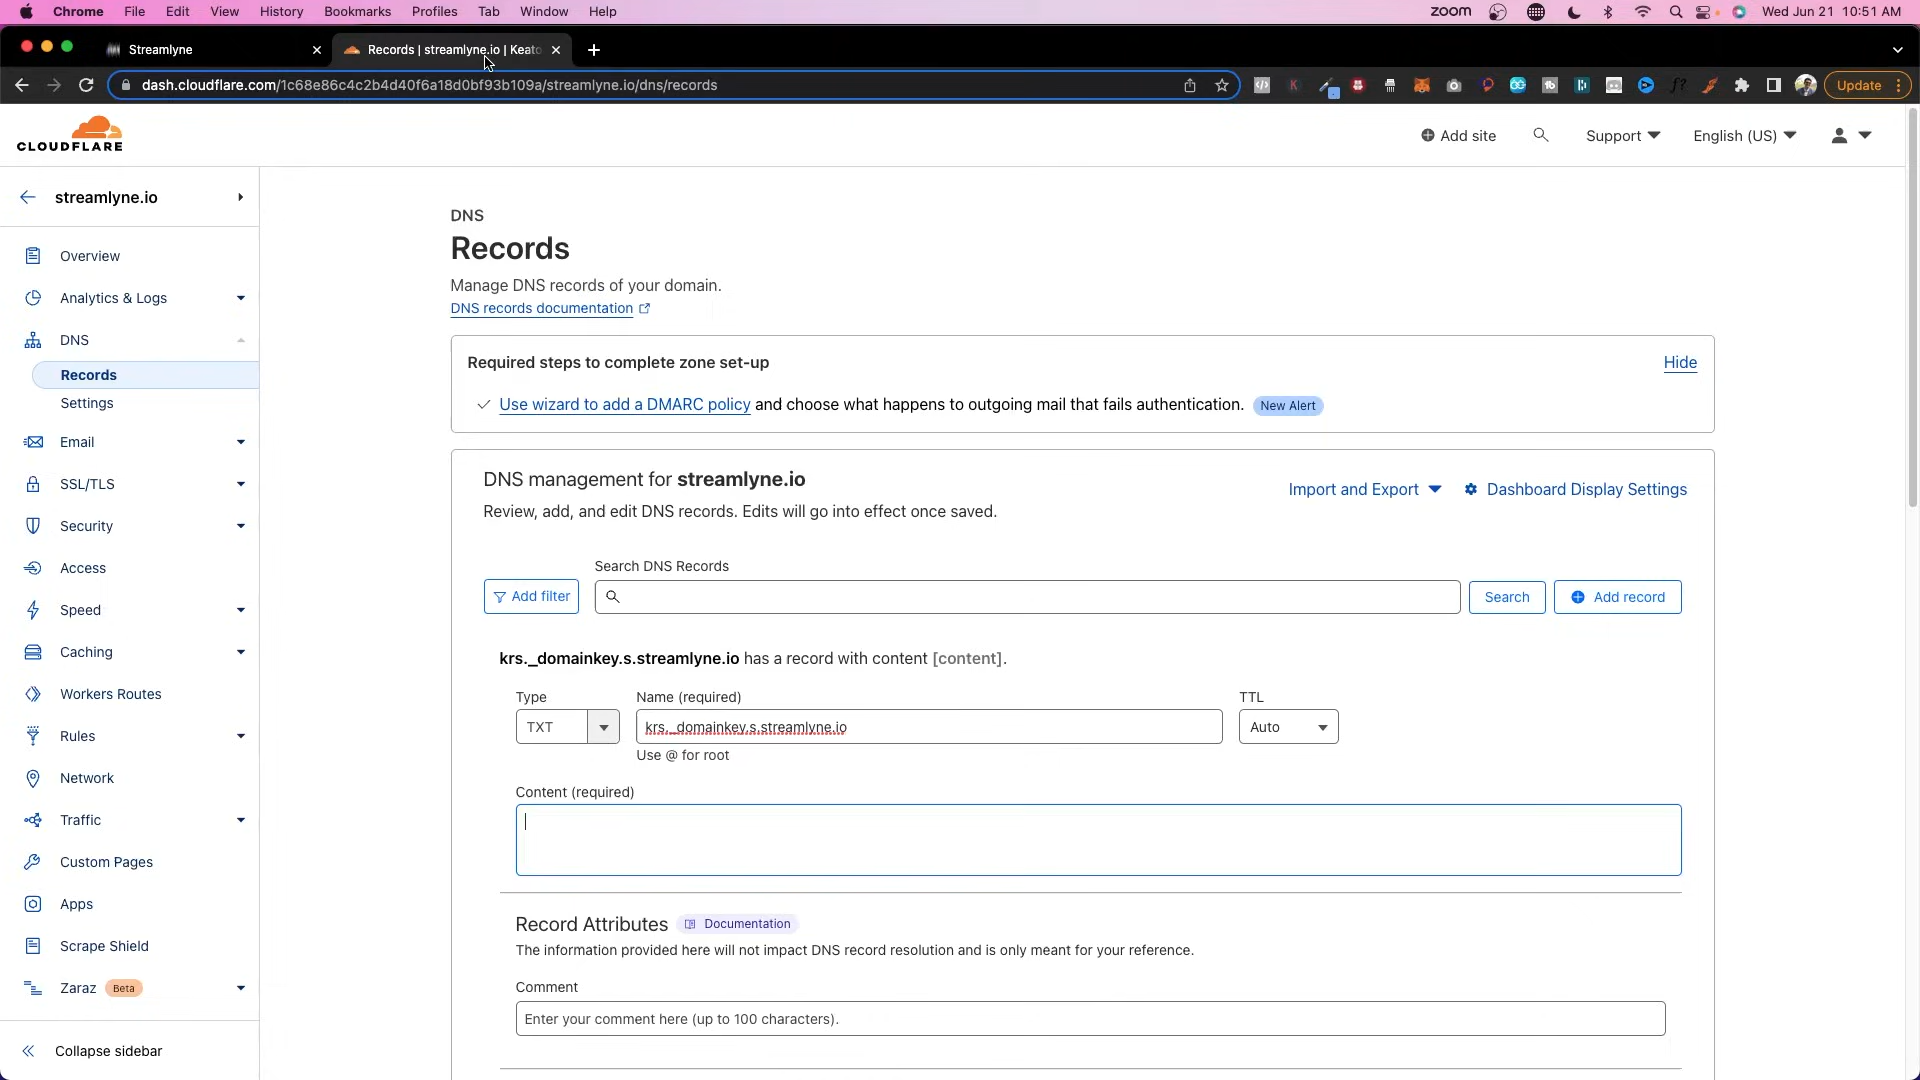 Chrome File Edit View History Bookmarks Profiles Tab Window Help zoom Wed Jun 21 10:51 AM
Streamlyne Records | streamlyne.io | Keato
dash.cloudflare.com/1c68e86c4c2b4d40f6a18d0bf93b109a/streamlyne.io/dns/records Update
CLOUDFLARE Add site Support English (US)
streamlyne.io
Overview
Analytics & Logs
DNS
Records
Settings
Email
SSL/TLS
Security
Access
Speed
Caching
Workers Routes
Rules
Network
Traffic
Custom Pages
Apps
Scrape Shield
Zaraz Beta
Collapse sidebar
DNS
Records
Manage DNS records of your domain.
DNS records documentation
Required steps to complete zone set-up Hide
Use wizard to add a DMARC policy and choose what happens to outgoing mail that fails authentication. New Alert
DNS management for streamlyne.io
Import and Export Dashboard Display Settings
Review, add, and edit DNS records. Edits will go into effect once saved.
Search DNS Records
Add filter Search Add record
krs._domainkey.s.streamlyne.io has a record with content [content].
Type Name (required) TTL
TXT krs._domainkey.s.streamlyne.io Auto
Use @ for root
Content (required)
Record Attributes Documentation
The information provided here will not impact DNS record resolution and is only meant for your reference.
Comment
Enter your comment here (up to 100 characters).